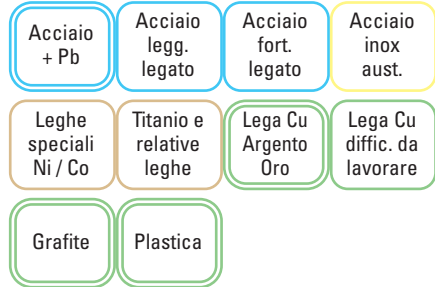 Acciaio
+ Pb
Acciaio
legg.
legato
Acciaio
fort.
legato
Acciaio
inox
aust.
Leghe
speciali
Ni / Co
Titanio e
relative
leghe
Lega Cu
Argento
Oro
Lega Cu
diffic. da
lavorare
Grafite
Plastica